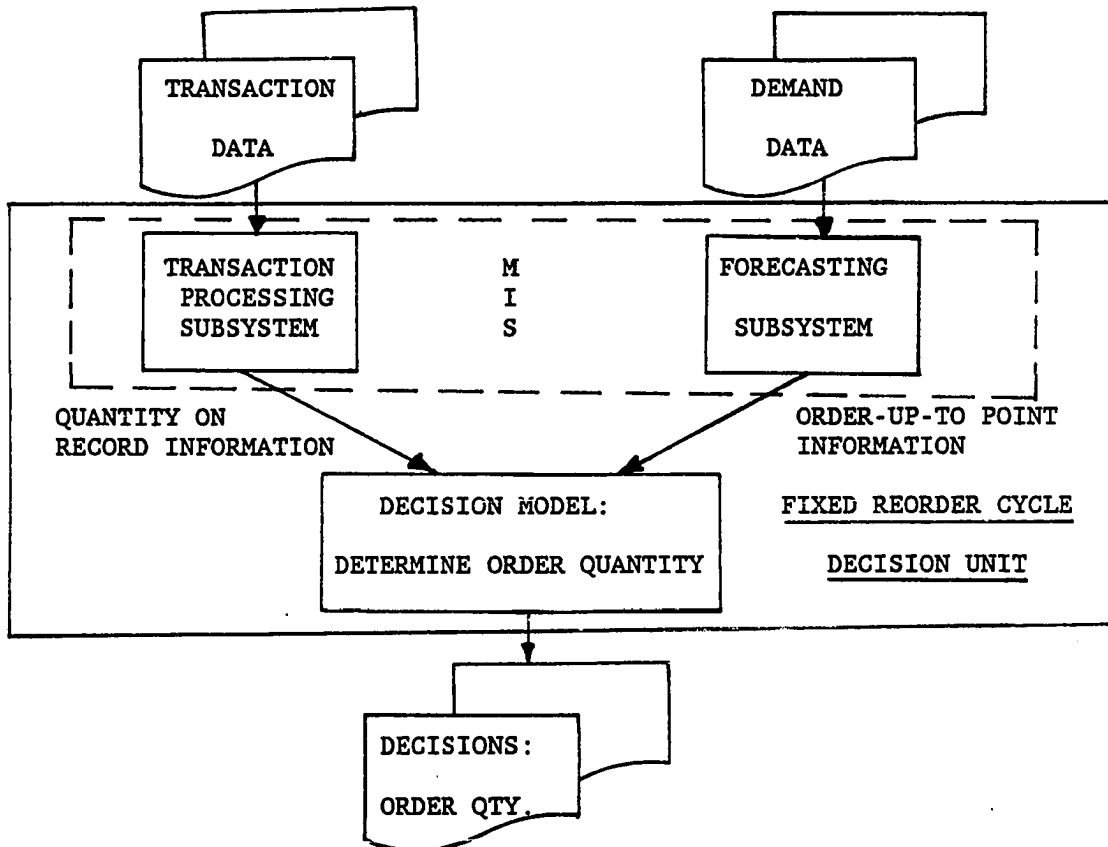 TRANSACTION
DATA
DEMAND
DATA
TRANSACTION
PROCESSING
SUBSYSTEM
M
I
S
FORECASTING
SUBSYSTEM
QUANTITY ON
RECORD INFORMATION
ORDER-UP-TO POINT
INFORMATION
DECISION MODEL:
DETERMINE ORDER QUANTITY
FIXED REORDER CYCLE
DECISION UNIT
DECISIONS:
ORDER QTY.